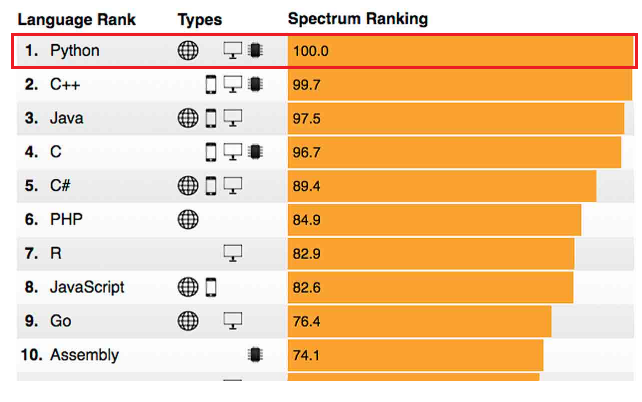 Language Rank Types Spectrum Ranking
1. Python 100.0
2. C++ 99.7
3. Java 97.5
4. C 96.7
5. C# 89.4
6. PHP 84.9
7. R 82.9
8. JavaScript 82.6
9. Go 76.4
10. Assembly 74.1